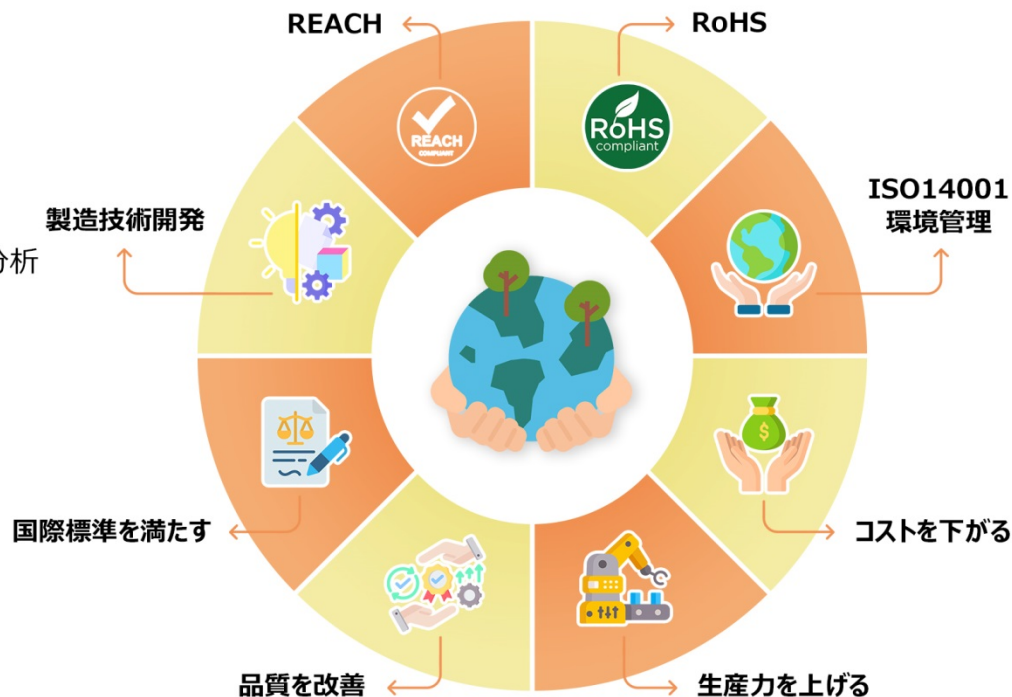 REACH
RoHS
REACH
COMPLIANT
RoHS
compliant
ISO14001
環境管理
製造技術開発
分析
$
国際標準を満たす
コストを下がる
品質を改善
生産力を上げる